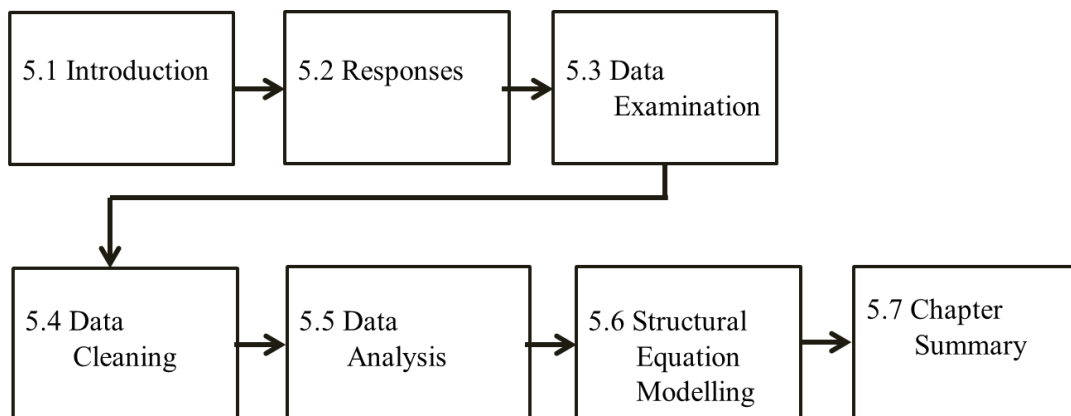 5.1 Introduction
5.2 Responses
5.3 Data
Examination
5.4 Data
Cleaning
5.5 Data
Analysis
5.6 Structural
Equation
Modelling
5.7 Chapter
Summary